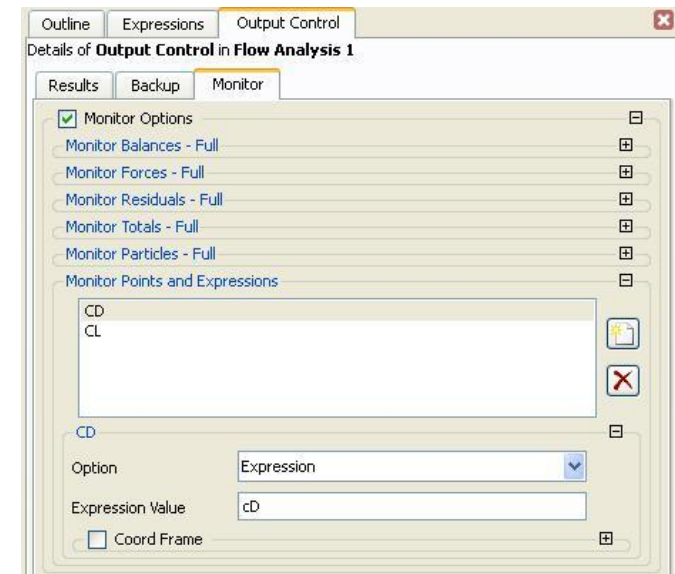 Outline Expressions Output Control
Details of Output Control in Flow Analysis 1
Results Backup Monitor
Monitor Options
Monitor Balances - Full
Monitor Forces - Full
Monitor Residuals - Full
Monitor Totals - Full
Monitor Particles - Full
Monitor Points and Expressions
CD
CL
CD
Option Expression
Expression Value cD
Coord Frame